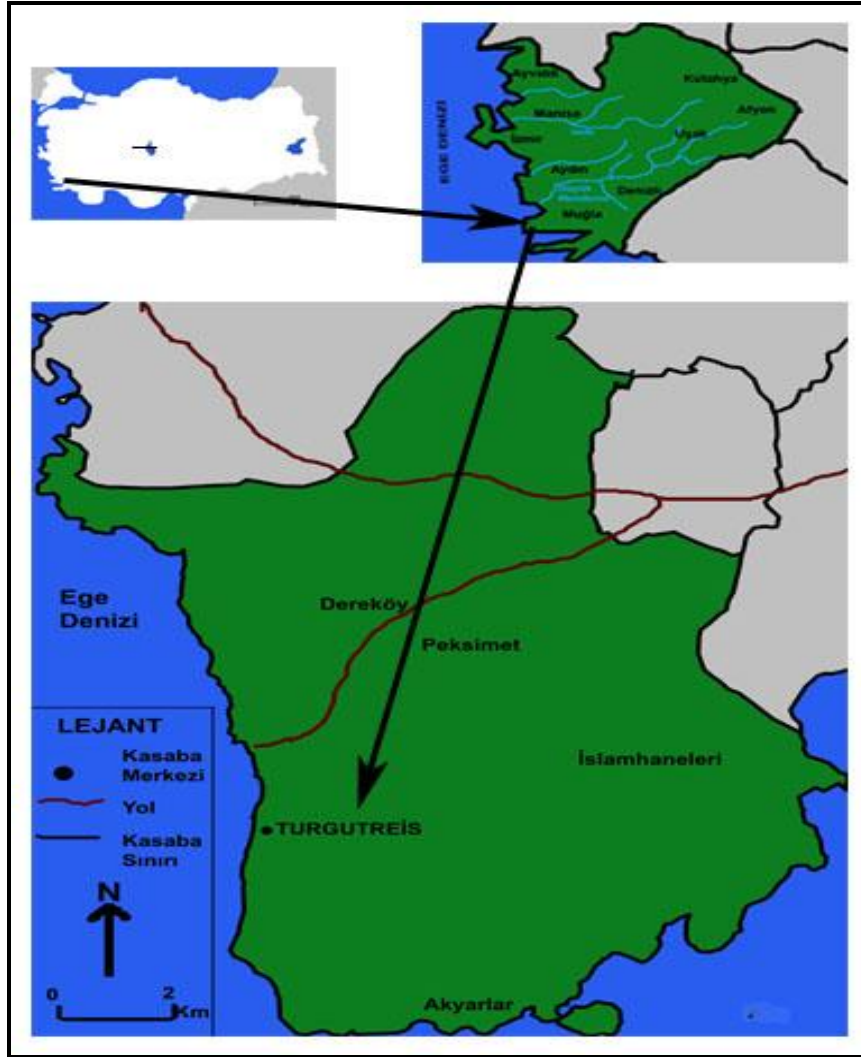 EGE DENİZİ
Ayvalık
Kutahya
Manisa
Afyon
Uşak
İzmir
Aydın
Denizli
Muğla
Ege
Denizi
Dereköy
Peksimet
İslamhaneleri
TURGUTREİS
Akyarlar
LEJANT
Kasaba
Merkezi
Yol
Kasaba
Sınırı
N
0 2
Km